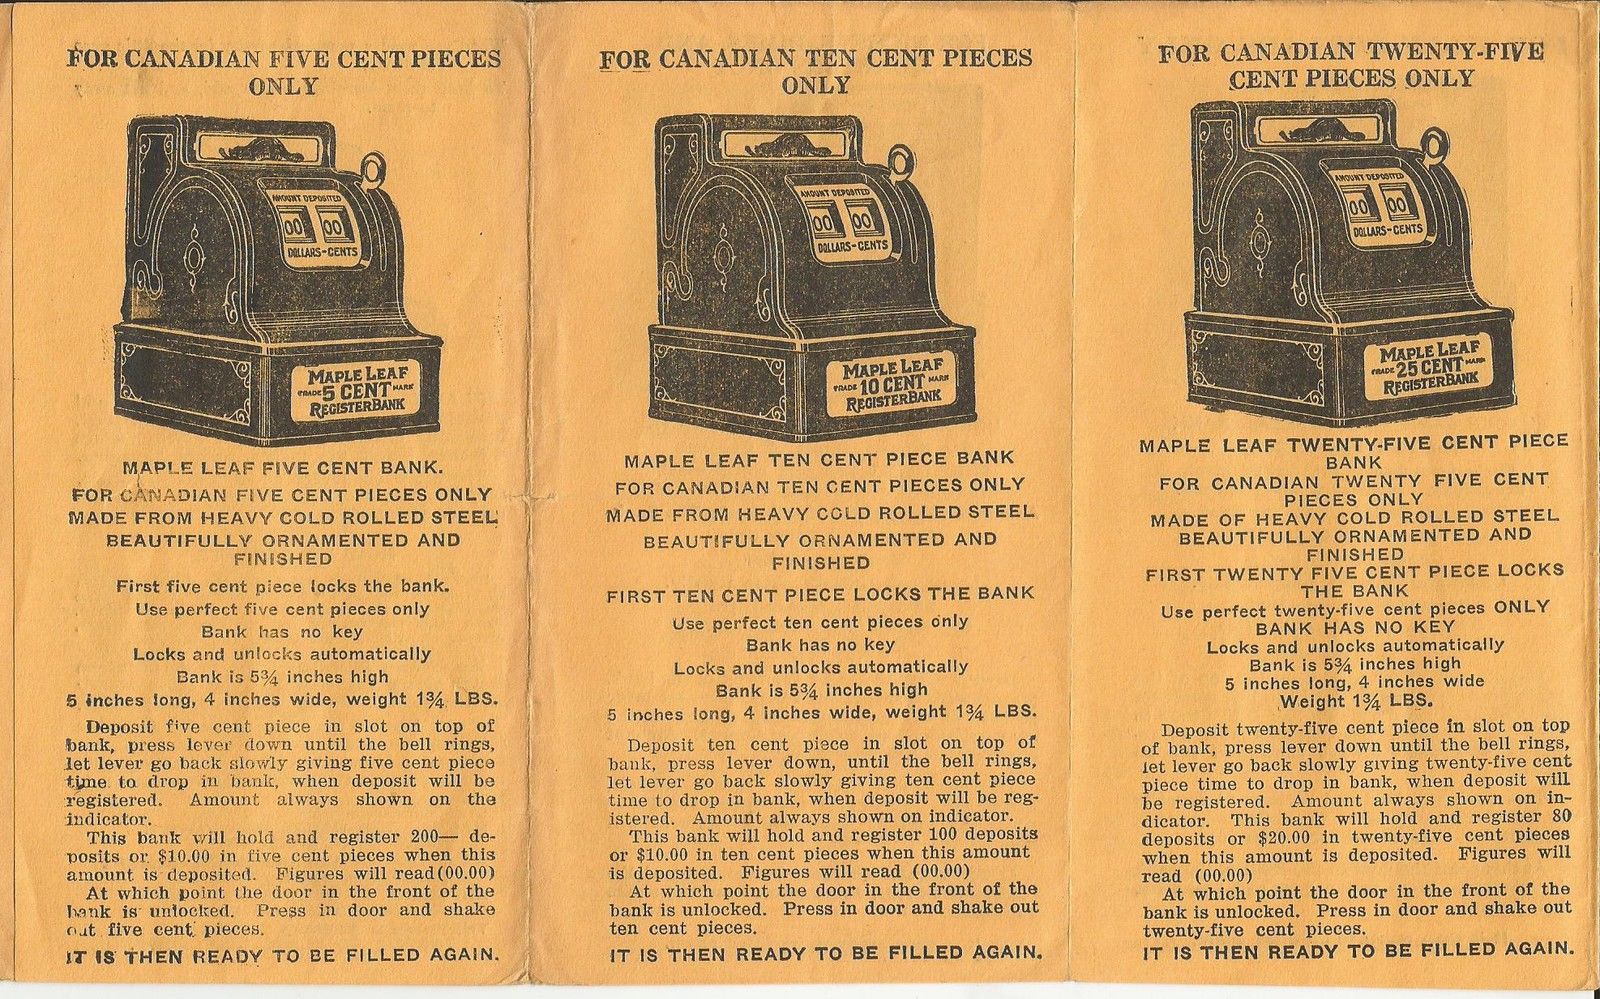 FOR CANADIAN FIVE CENT PIECES
ONLY
AMOUNT DEPOSITED
00 00
DOLLARS-CENTS
MAPLE LEAF
TRADE 5 CENT MARK
REGISTER BANK
MAPLE LEAF FIVE CENT BANK.
FOR CANADIAN FIVE CENT PIECES ONLY
MADE FROM HEAVY COLD ROLLED STEEL
BEAUTIFULLY ORNAMENTED AND
FINISHED
First five cent piece locks the bank.
Use perfect five cent pieces only
Bank has no key
Locks and unlocks automatically
Bank is 5¾ inches high
5 inches long, 4 inches wide, weight 1¾ LBS.
Deposit five cent piece in slot on top of
bank, press lever down until the bell rings,
let lever go back slowly giving five cent piece
time to drop in bank, when deposit will be
registered. Amount always shown on the
indicator.
This bank will hold and register 200— de-
posits or $10.00 in five cent pieces when this
amount is deposited. Figures will read (00.00)
At which point the door in the front of the
bank is unlocked. Press in door and shake
out five cent pieces.
IT IS THEN READY TO BE FILLED AGAIN.
FOR CANADIAN TEN CENT PIECES
ONLY
AMOUNT DEPOSITED
00 00
DOLLARS-CENTS
MAPLE LEAF
TRADE 10 CENT MARK
REGISTER BANK
MAPLE LEAF TEN CENT PIECE BANK
FOR CANADIAN TEN CENT PIECES ONLY
MADE FROM HEAVY COLD ROLLED STEEL
BEAUTIFULLY ORNAMENTED AND
FINISHED
FIRST TEN CENT PIECE LOCKS THE BANK
Use perfect ten cent pieces only
Bank has no key
Locks and unlocks automatically
Bank is 5¾ inches high
5 inches long, 4 inches wide, weight 1¾ LBS.
Deposit ten cent piece in slot on top of
bank, press lever down, until the bell rings,
let lever go back slowly giving ten cent piece
time to drop in bank, when deposit will be reg-
istered. Amount always shown on indicator.
This bank will hold and register 100 deposits
or $10.00 in ten cent pieces when this amount
is deposited. Figures will read (00.00)
At which point the door in the front of the
bank is unlocked. Press in door and shake out
ten cent pieces.
IT IS THEN READY TO BE FILLED AGAIN.
FOR CANADIAN TWENTY-FIVE
CENT PIECES ONLY
AMOUNT DEPOSITED
00 00
DOLLARS-CENTS
MAPLE LEAF
TRADE 25 CENT MARK
REGISTER BANK
MAPLE LEAF TWENTY-FIVE CENT PIECE
BANK
FOR CANADIAN TWENTY FIVE CENT
PIECES ONLY
MADE OF HEAVY COLD ROLLED STEEL
BEAUTIFULLY ORNAMENTED AND
FINISHED
FIRST TWENTY FIVE CENT PIECE LOCKS
THE BANK
Use perfect twenty-five cent pieces ONLY
BANK HAS NO KEY
Locks and unlocks automatically
Bank is 5¾ inches high
5 inches long, 4 inches wide
Weight 1¾ LBS.
Deposit twenty-five cent piece in slot on top
of bank, press lever down until the bell rings,
let lever go back slowly giving twenty-five cent
piece time to drop in bank, when deposit will
be registered. Amount always shown on in-
dicator. This bank will hold and register 80
deposits or $20.00 in twenty-five cent pieces
when this amount is deposited. Figures will
read (00.00)
At which point the door in the front of the
bank is unlocked. Press in door and shake out
twenty-five cent pieces.
IT IS THEN READY TO BE FILLED AGAIN.